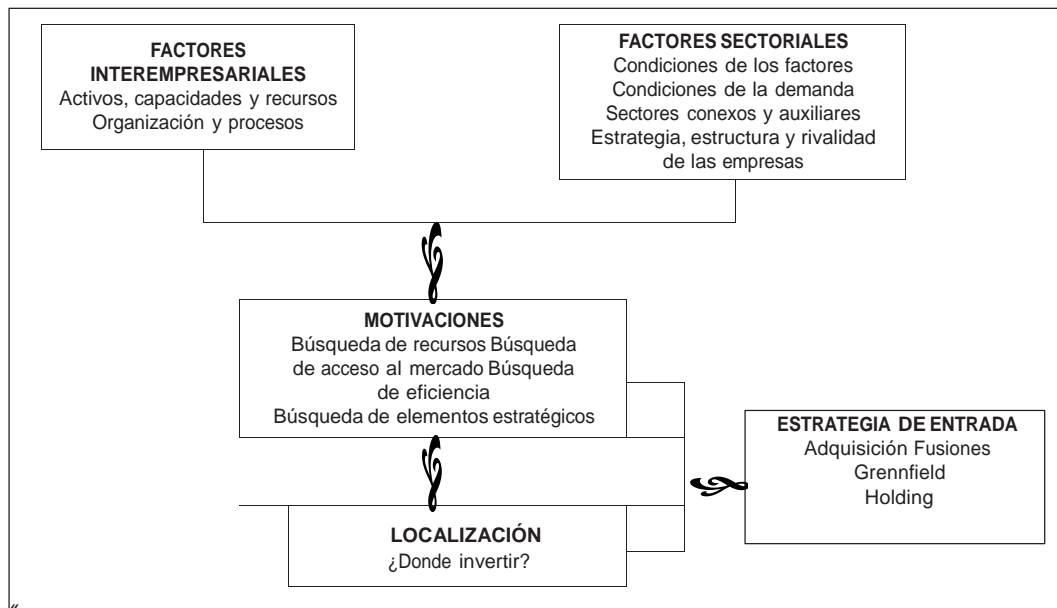 FACTORES
INTEREMPRESARIALES
Activos, capacidades y recursos
Organización y procesos
FACTORES SECTORIALES
Condiciones de los factores
Condiciones de la demanda
Sectores conexos y auxiliares
Estrategia, estructura y rivalidad
de las empresas
MOTIVACIONES
Búsqueda de recursos Búsqueda
de acceso al mercado Búsqueda
de eficiencia
Búsqueda de elementos estratégicos
ESTRATEGIA DE ENTRADA
Adquisición Fusiones
Grennfield
Holding
LOCALIZACIÓN
¿Donde invertir?
“